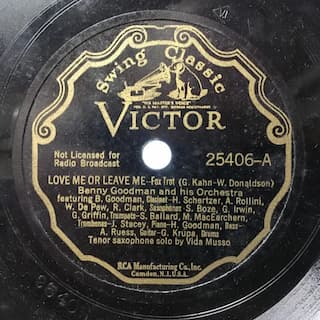 Swing Classic
"HIS MASTER'S VOICE"
VICTOR
Not Licensed for
Radio Broadcast
25406-A
LOVE ME OR LEAVE ME-Fox Trot (G. Kahn-W. Donaldson)
Benny Goodman and his Orchestra
featuring B. Goodman, Clarinet-H. Schertzer, A. Rollini,
W. De Pew, R. Clark, Saxophones-S. Boze, G. Irwin,
G. Griffin, Trumpets-S. Ballard, M. MacEarchern,
Trombones-J. Stacey, Piano-H. Goodman, Bass-
A. Ruess, Guitar-G. Krupa, Drums
Tenor saxophone solo by Vido Musso
RCA Manufacturing Co., Inc.
Camden, N.J. U.S.A.